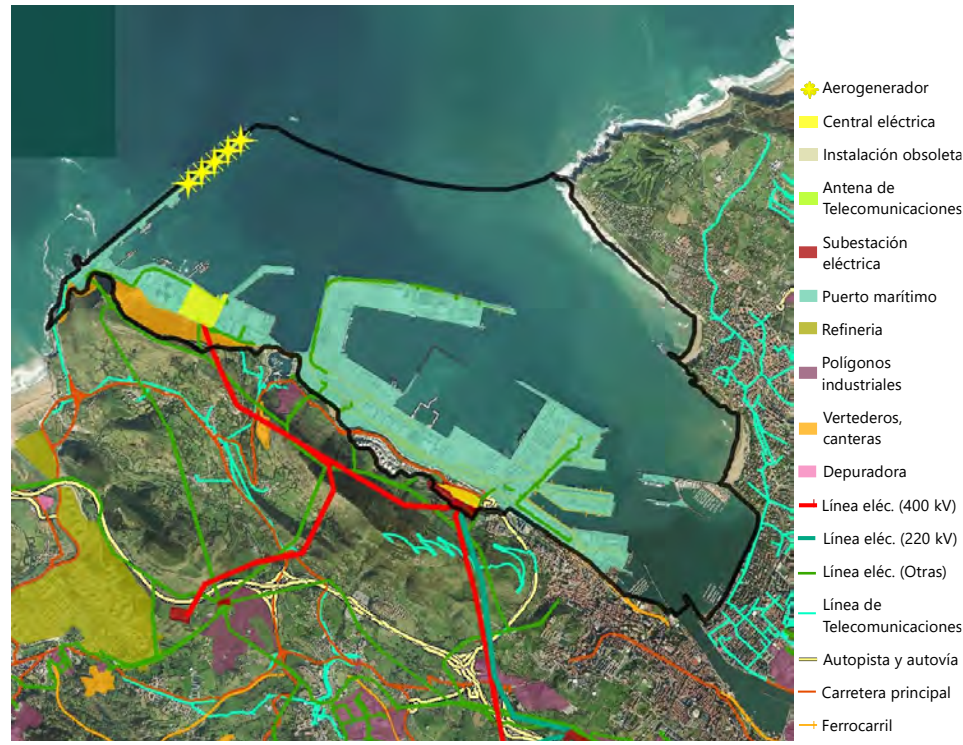 Aerogenerador
Central eléctrica
Instalación obsoleta
Antena de
Telecomunicaciones
Subestación
eléctrica
Puerto marítimo
Refineria
Polígonos
industriales
Vertederos,
canteras
Depuradora
Línea eléc. (400 kV)
Línea eléc. (220 kV)
Línea eléc. (Otras)
Línea de
Telecomunicaciones
Autopista y autovía
Carretera principal
Ferrocarril